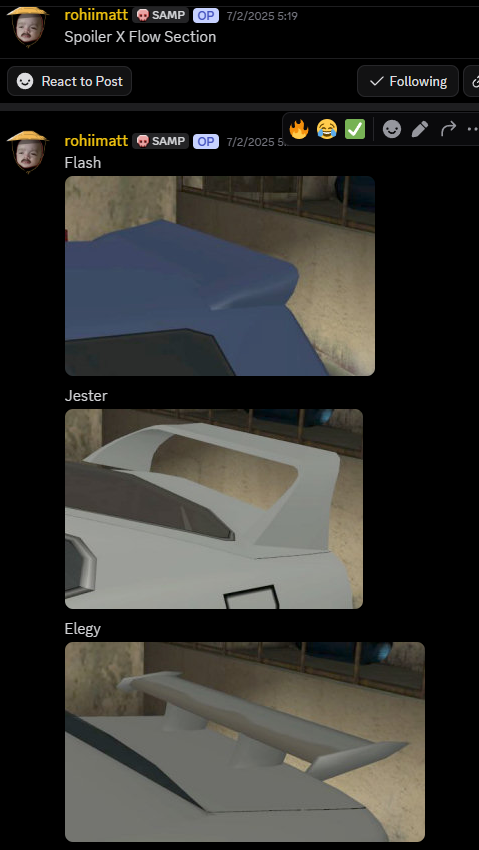 rohiimatt SAMP OP 7/2/2025 5:19
Spoiler X Flow Section
React to Post
Following
rohiimatt SAMP OP 7/2/2025 5:
Flash
Jester
Elegy